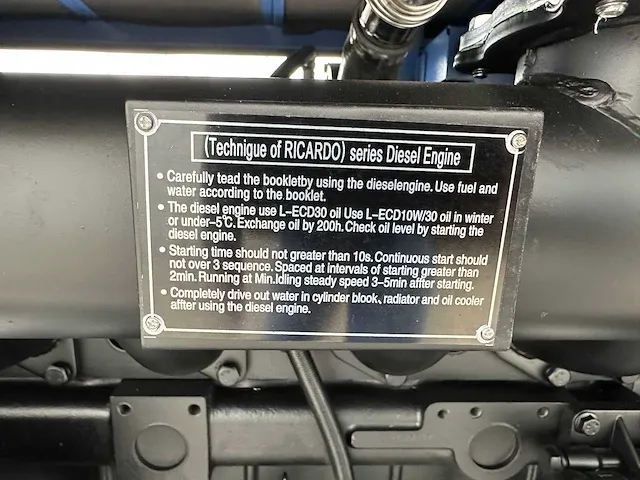 (Technigue of RICARDO) series Diesel Engine
• Carefully tead the bookletby using the dieselengine. Use fuel and
water according to the booklet.
• The diesel engine use L-ECD30 oil Use L-ECD10W/30 oil in winter
or under-5℃. Exchange oil by 200h. Check oil level by starting the
diesel engine.
• Starting time should not greater than 10s. Continuous start should
not over 3 sequence. Spaced at intervals of starting greater than
2min. Running at Min.Idling steady speed 3-5min affter starting.
• Completely drive out water in cylinder blook、radiator and oil cooler
affter using the diesel engine.